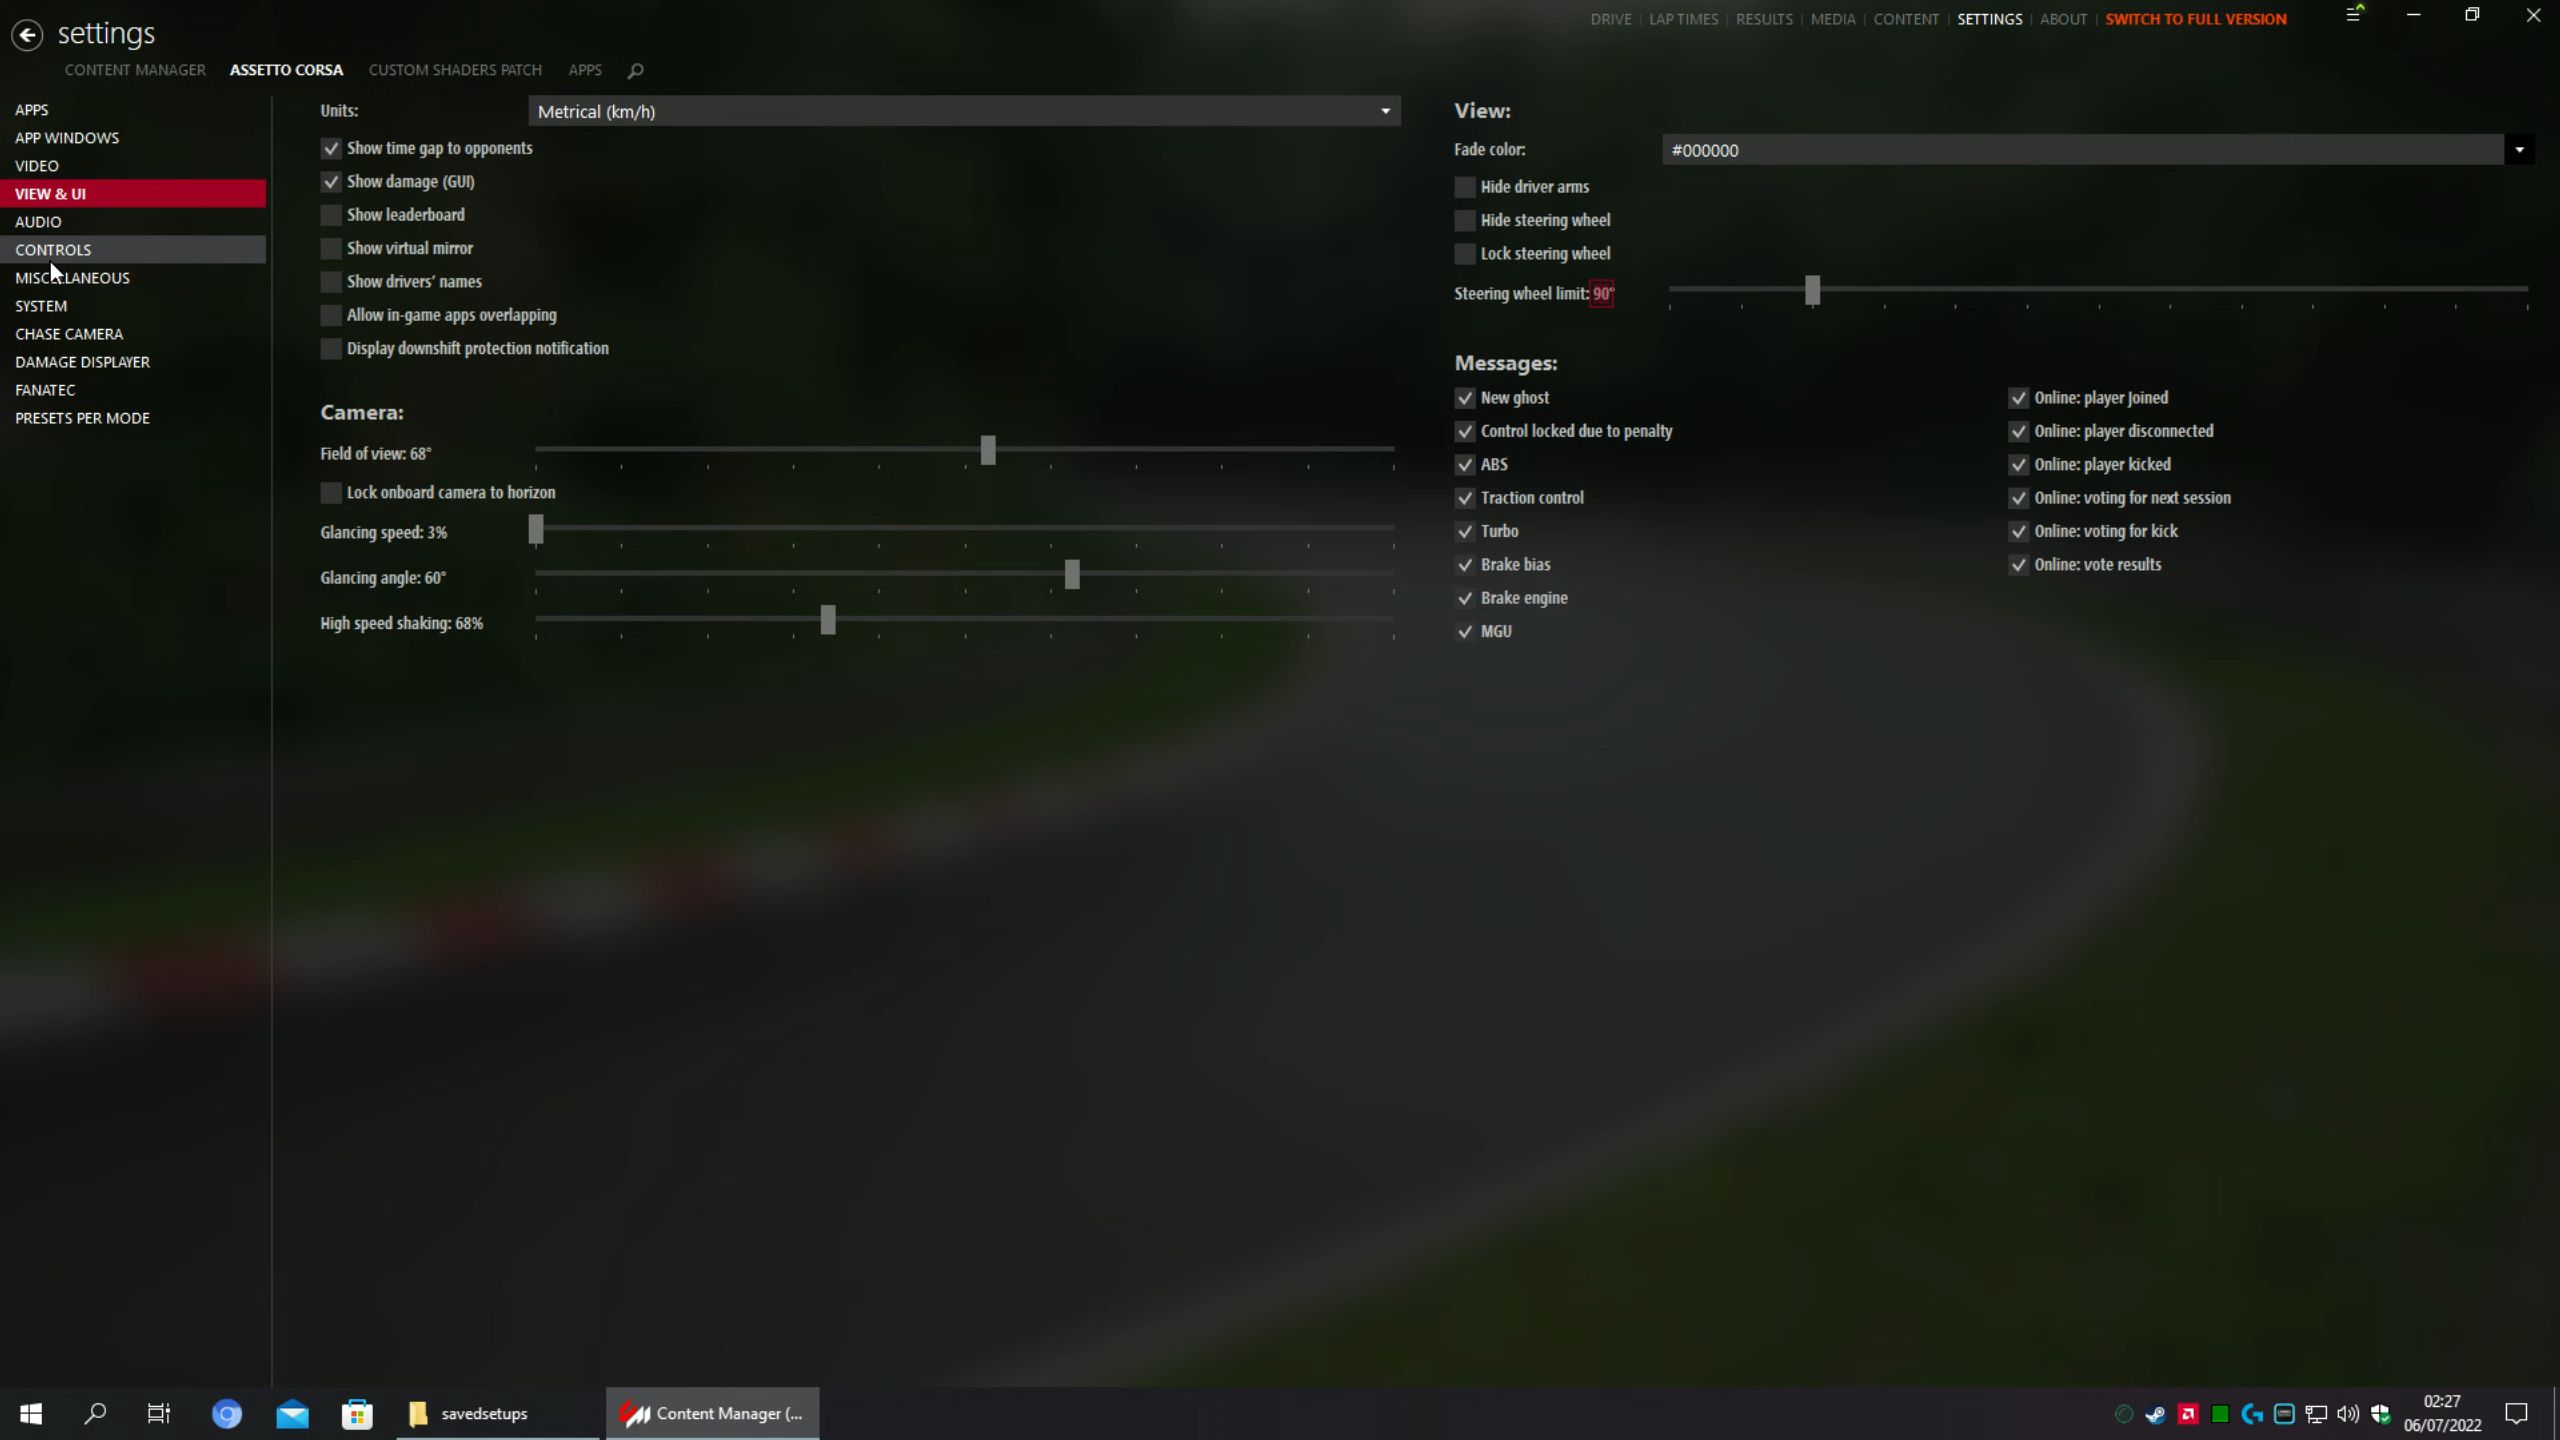 settings
DRIVE LAP TIMES RESULTS MEDIA CONTENT SETTINGS ABOUT SWITCH TO FULL VERSION
CONTENT MANAGER ASSETTO CORSA CUSTOM SHADERS PATCH APPS
APPS
APP WINDOWS
VIDEO
VIEW & UI
AUDIO
CONTROLS
MISCELLANEOUS
SYSTEM
CHASE CAMERA
DAMAGE DISPLAYER
FANATEC
PRESETS PER MODE
Units: Metrical (km/h)
Show time gap to opponents
Show damage (GUI)
Show leaderboard
Show virtual mirror
Show drivers' names
Allow in-game apps overlapping
Display downshift protection notification
Camera:
Field of view: 68°
Lock onboard camera to horizon
Glancing speed: 3%
Glancing angle: 60°
High speed shaking: 68%
View:
Fade color: #000000
Hide driver arms
Hide steering wheel
Lock steering wheel
Steering wheel limit: 90°
Messages:
New ghost
Control locked due to penalty
ABS
Traction control
Turbo
Brake bias
Brake engine
MGU
Online: player joined
Online: player disconnected
Online: player kicked
Online: voting for next session
Online: voting for kick
Online: vote results
savedsetups
Content Manager (...
02:27
06/07/2022